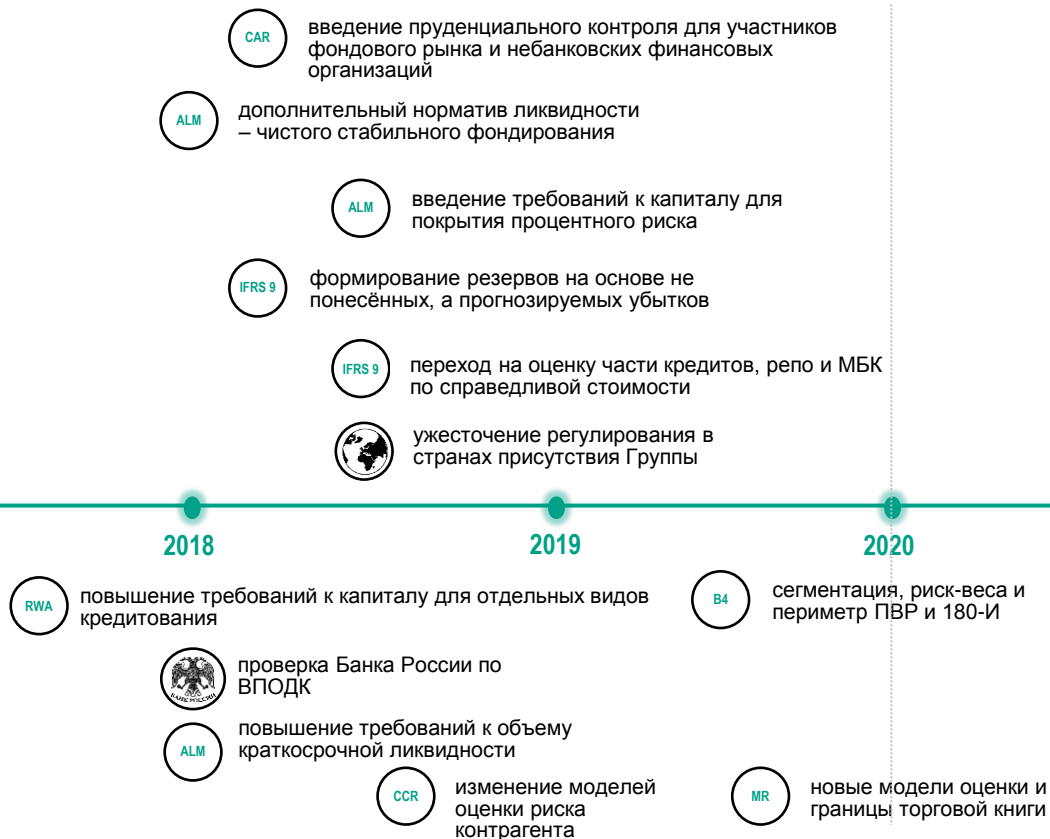 CAR
введение пруденциального контроля для участников
фондового рынка и небанковских финансовых
организаций
ALM
дополнительный норматив ликвидности
– чистого стабильного фондирования
ALM
введение требований к капиталу для
покрытия процентного риска
IFRS 9
формирование резервов на основе не
понесённых, а прогнозируемых убытков
IFRS 9
переход на оценку части кредитов, репо и МБК
по справедливой стоимости
ужесточение регулирования в
странах присутствия Группы
2018
2019
2020
RWA
повышение требований к капиталу для отдельных видов
кредитования
B4
сегментация, риск-веса и
периметр ПВР и 180-И
БАНК РОССИИ
проверка Банка России по
ВПОДК
ALM
повышение требований к объему
краткосрочной ликвидности
CCR
изменение моделей
оценки риска
контрагента
MR
новые модели оценки и
границы торговой книги